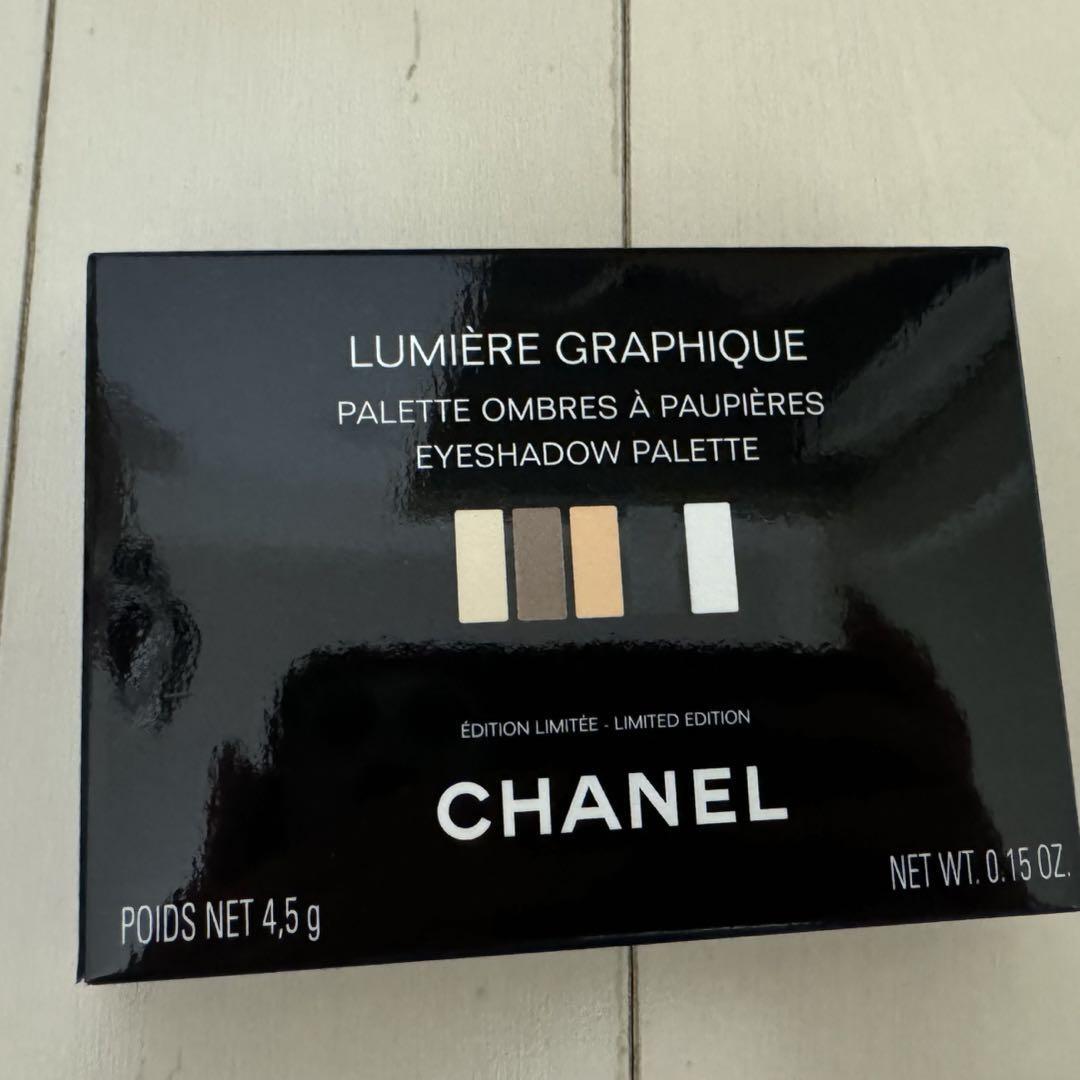 LUMIÈRE GRAPHIQUE
PALETTE OMBRES À PAUPIÈRES
EYESHADOW PALETTE
ÉDITION LIMITÉE - LIMITED EDITION
CHANEL
POIDS NET 4,5 g
NET WT. 0.15 OZ.